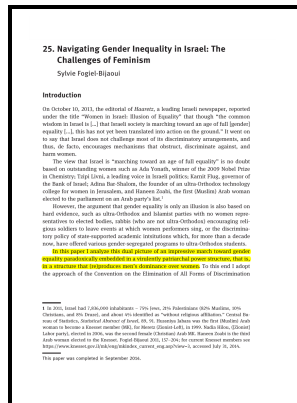 25. Navigating Gender Inequality in Israel: The
Challenges of Feminism
Sylvie Fogiel-Bijaoui
Introduction
On October 10, 2013, the editorial of Haaretz, a leading Israeli newspaper, reported
under the title “Women in Israel: Illusion of Equality” that though “the common
wisdom in Israel is [...] that Israeli society is marching toward an age of full [gender]
equality [...], this has not yet been translated into action on the ground.” It went on
to say that Israel does not challenge most of its discriminatory arrangements, and
thus, de facto, encourages mechanisms that obstruct, discriminate against, and
harm women.
The view that Israel is “marching toward an age of full equality” is no doubt
based on outstanding women such as Ada Yonath, winner of the 2009 Nobel Prize
in Chemistry, Tzipi Livni, a leading voice in Israeli politics, Karnit Flug, governor of the
Bank of Israel; Adina Bar-Shalom, the founder of an ultra-Orthodox technology
college for women in Jerusalem, and Haneen Zoabi, the first (Muslim) Arab woman
elected to the parliament on an Arab party's list.¹
However, the argument that gender equality is only an illusion is also based on
hard evidence, such as ultra-Orthodox and Islamist parties with no women repre-
sentatives to elected bodies, rabbis (who are not ultra-Orthodox) encouraging reli-
gious soldiers to leave events at which women performers sing, or the discrimina-
tory policy of state-supported academic institutions which, for more than a decade
now, have offered various gender-segregated programs to ultra-Orthodox students.
In this paper I analyze this dual picture of an impressive march toward gender
equality paradoxically embedded in a virulently patriarchal power structure, that is,
in a structure that (re)produces men's dominance over women. To this end I adopt
the approach of the Convention on the Elimination of All Forms of Discrimination
1 In 2011, Israel had 7,836,000 inhabitants – 75% Jews, 21% Palestinians (82% Muslims, 10%
Christians, and 8% Druze), and about 4% identified as “without religious affiliation.” Central Bu-
reau of Statistics, Statistical Abstract of Israel, 89, 91. Hussniya Jabara was the first (Muslim) Arab
woman to become a Knesset member (MK), for Meretz (Zionist-Left), in 1999. Nadia Hilou, (Zionist)
Labor party), elected in 2006, was the second female (Christian) Arab MK. Haneen Zoabi is the third
Arab woman elected to the Knesset. Fogiel-Bijaoui 2011, 157–204; for current Knesset members see
https://www.knesset.gov.il/mk/eng/mkindex_current_eng.asp?view=1, accessed July 31, 2014.
This paper was completed in September 2014.